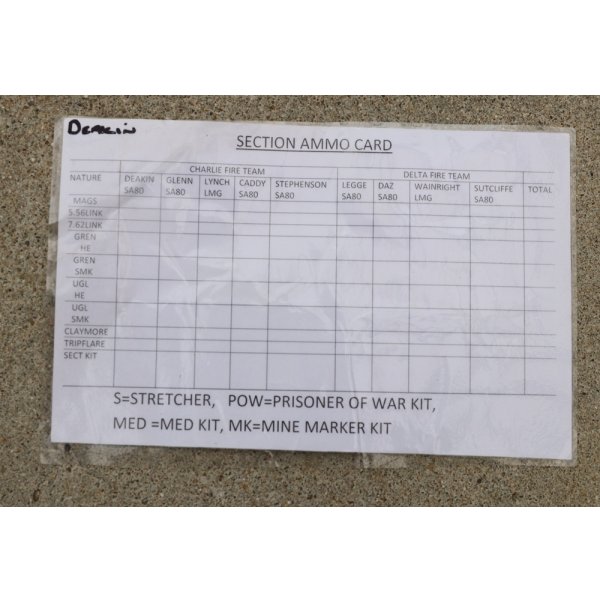 DEAKIN
SECTION AMMO CARD
CHARLIE FIRE TEAM DELTA FIRE TEAM
NATURE DEAKIN GLENN LYNCH CADDY STEPHENSON LEGGE DAZ WAINRIGHT SUTCLIFFE TOTAL
SA80 SA80 LMG SA80 SA80 SA80 SA80 LMG SA80
MAGS
5.56LINK
7.62LINK
GREN
HE
GREN
SMK
UGL
HE
UGL
SMK
CLAYMORE
TRIPFLARE
SECT KIT
S=STRETCHER, POW=PRISONER OF WAR KIT,
MED =MED KIT, MK=MINE MARKER KIT